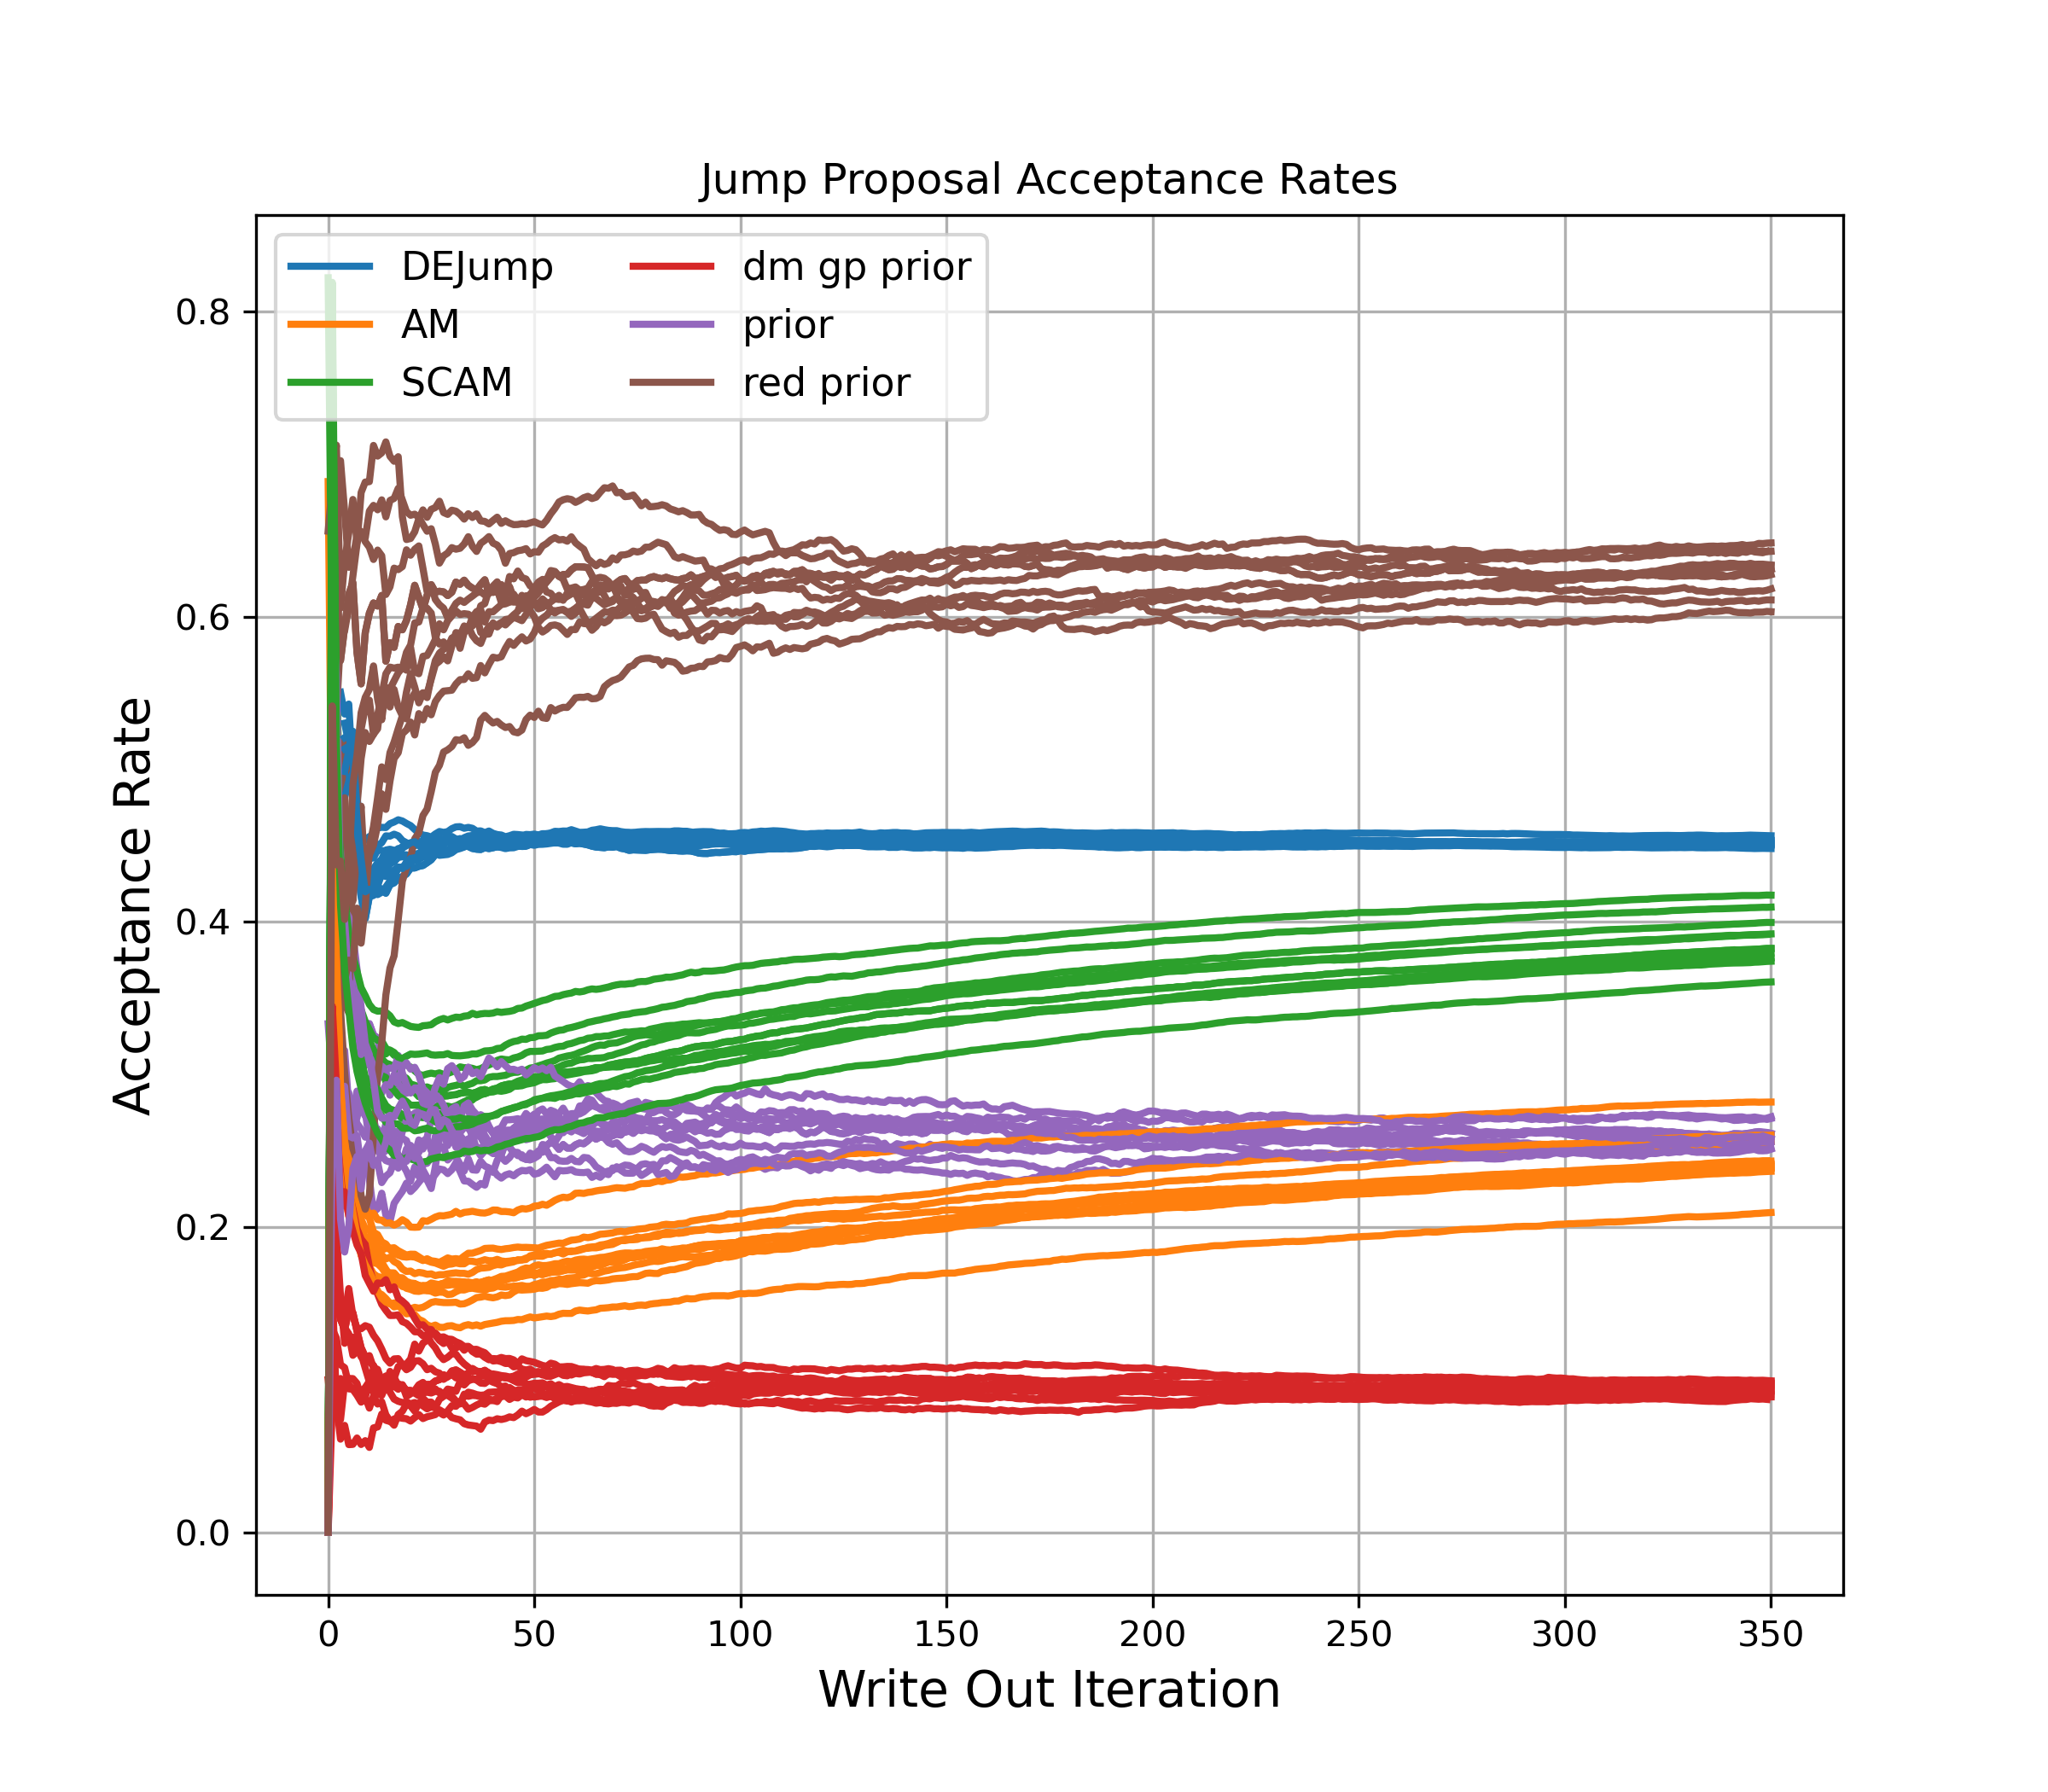 Jump Proposal Acceptance Rates
DEJump
AM
SCAM
dm gp prior
prior
red prior
0.8
0.6
0.4
0.2
0.0
Acceptance Rate
0 50 100 150 200 250 300 350
Write Out Iteration